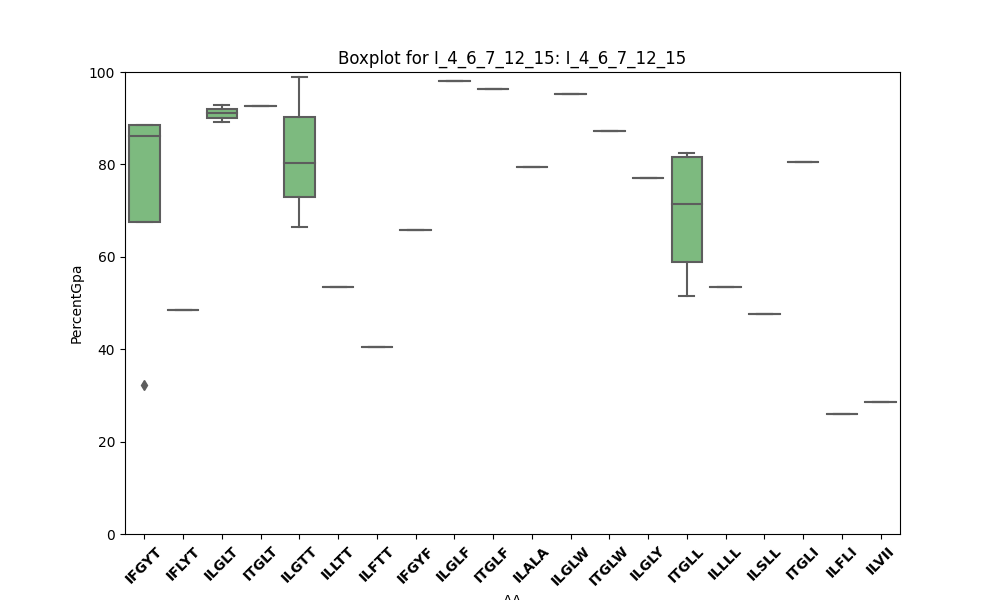 Boxplot for I_4_6_7_12_15: I_4_6_7_12_15
100
80
60
40
20
0
PercentGpa
IFGYT IFLYT ILGLT ITGLT ILGTT ILLTT ILFTT IFGYF ILGLF ITGLF ILALA ILGLW ITGLW ILGLY ITGLL ILLLL ILSLL ITGLI ILFLI ILVII
AA